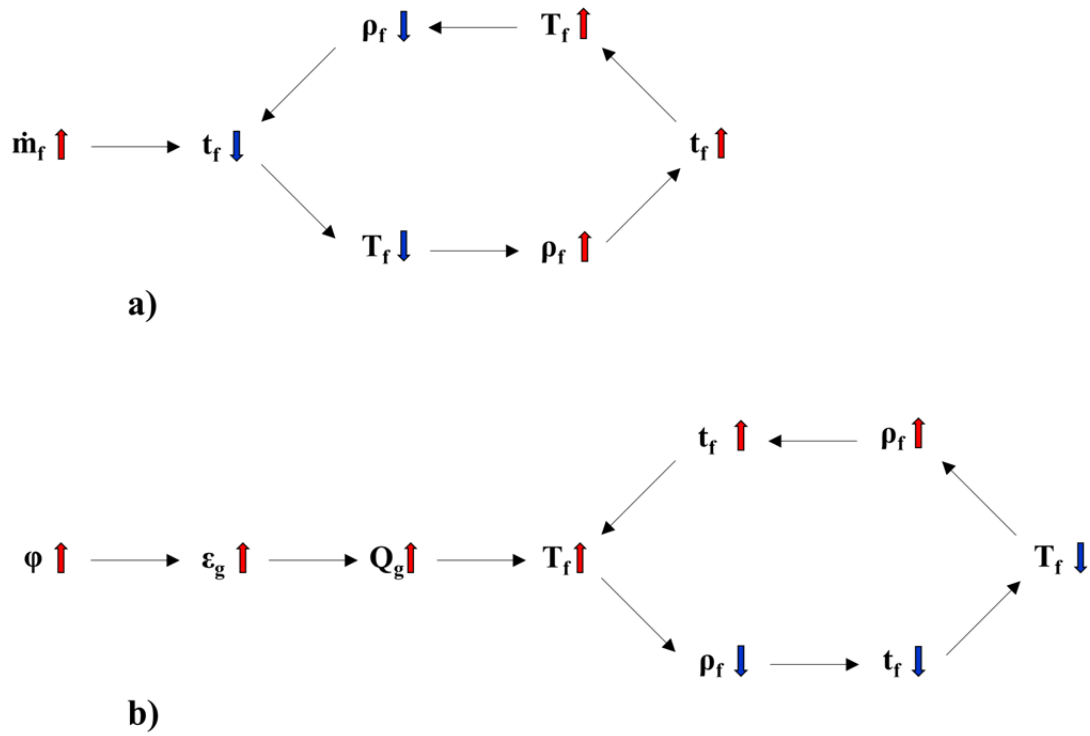 ρf ↓ Tf ↑
ṁf ↑ tf ↓ tf ↑
Tf ↓ ρf ↑
a)
tf ↑ ρf ↑
φ ↑ εg ↑ Qg ↑ Tf ↑ Tf ↓
ρf ↓ tf ↓
b)